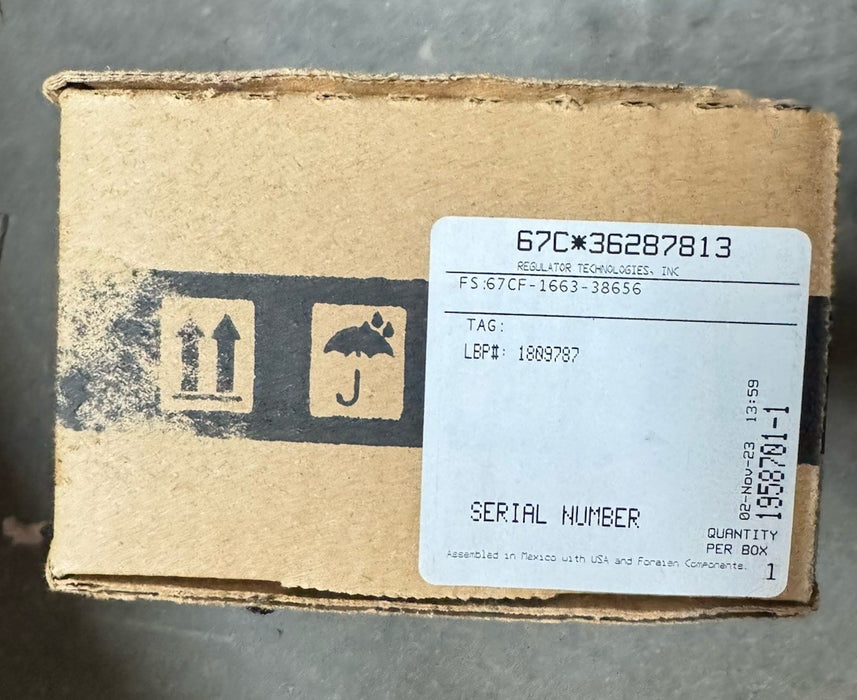 67C*36287813
REGULATOR TECHNOLOGIES, INC
FS:67CF-1663-38656
TAG:
LBP#: 1809787
SERIAL NUMBER
02-Nov-23 13:59
1958701-1
QUANTITY
PER BOX
1
Assembled in Mexico with USA and Foreign Components.